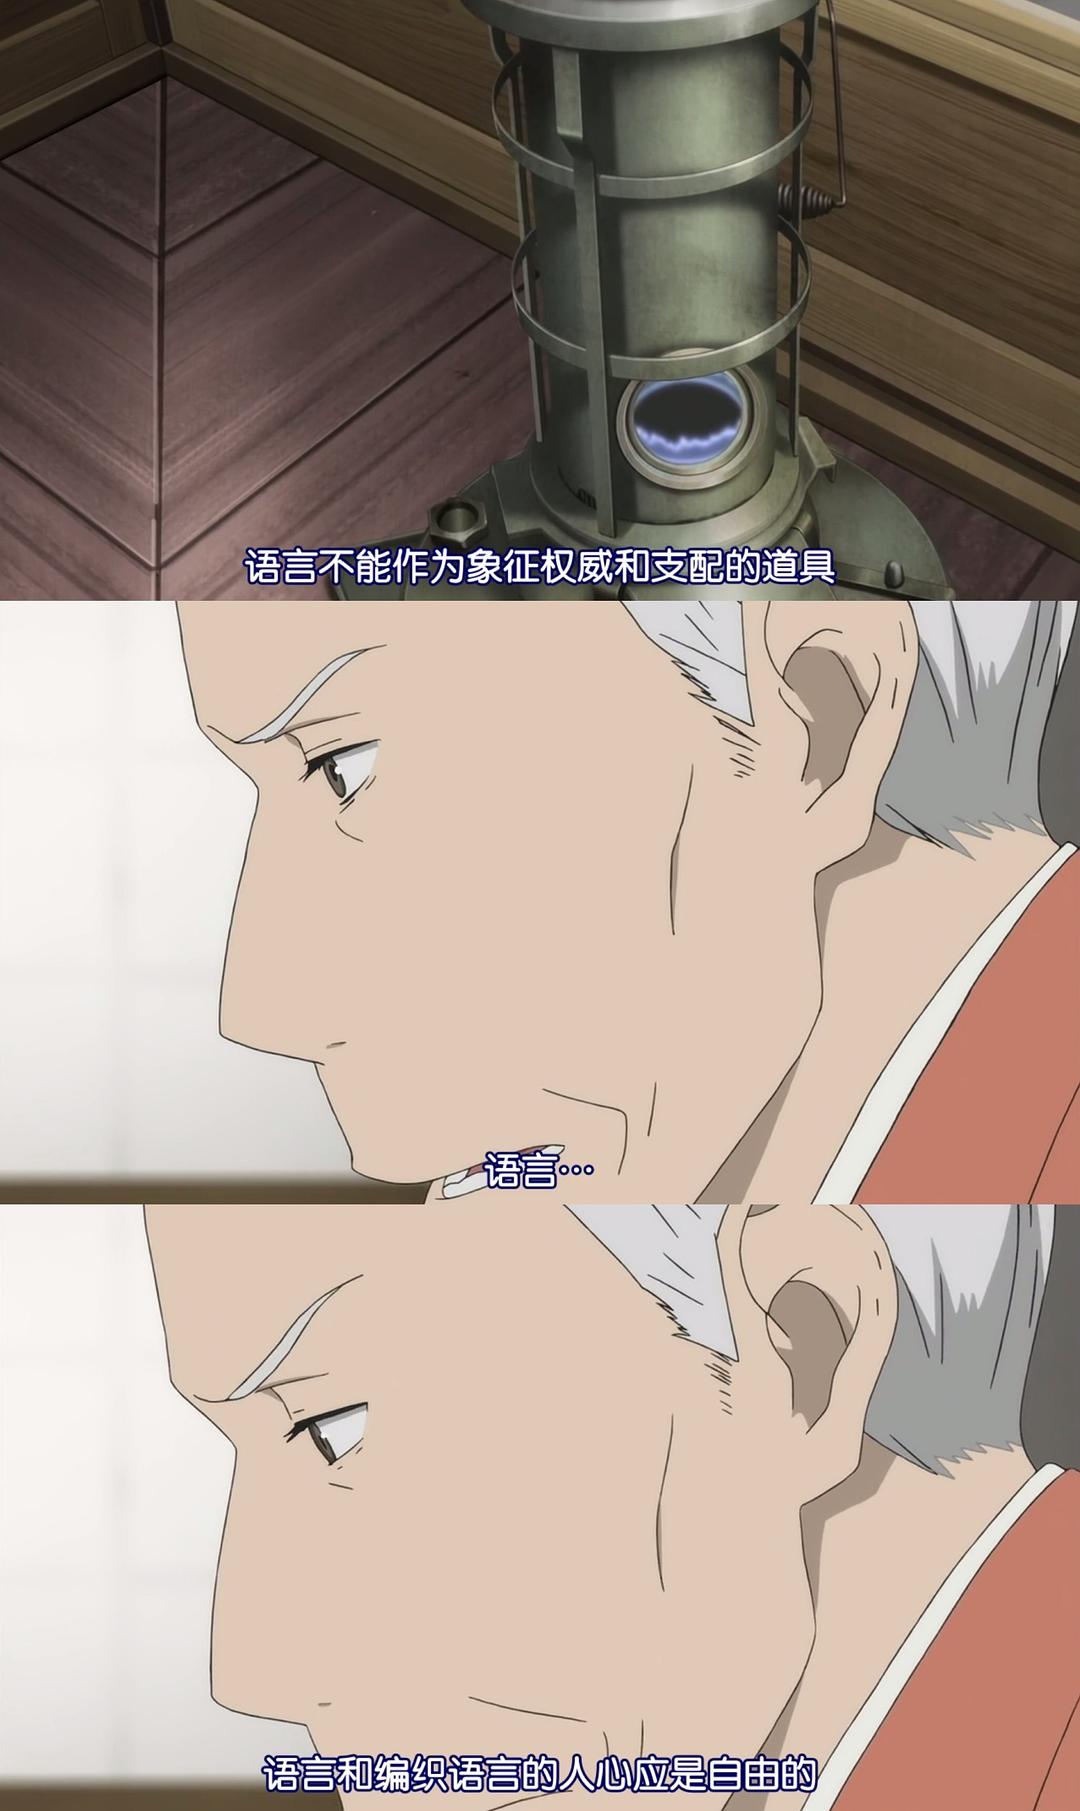 语言不能作为象征权威和支配的道具
语言…
语言和编织语言的人心应是自由的